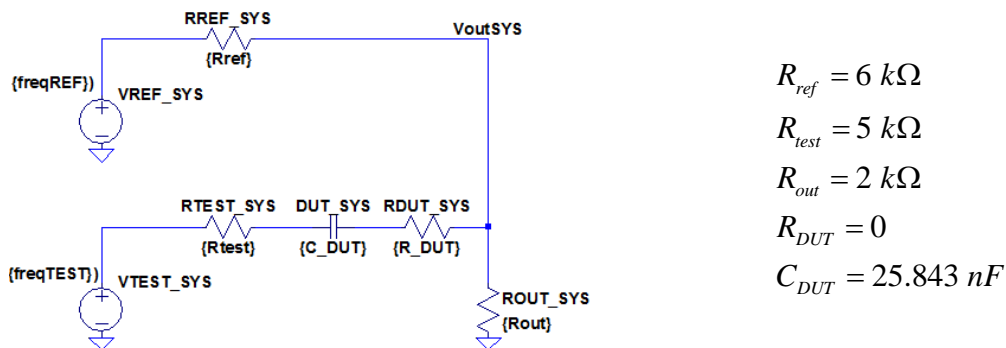 RREF_SYS
VoutSYS
{Rref}
{freqREF})
VREF_SYS
RTEST_SYS
DUT_SYS
RDUT_SYS
{Rtest}
{C_DUT}
{R_DUT}
{freqTEST})
VTEST_SYS
ROUT_SYS
{Rout}
R_ref = 6 kΩ
R_test = 5 kΩ
R_out = 2 kΩ
R_DUT = 0
C_DUT = 25.843 nF